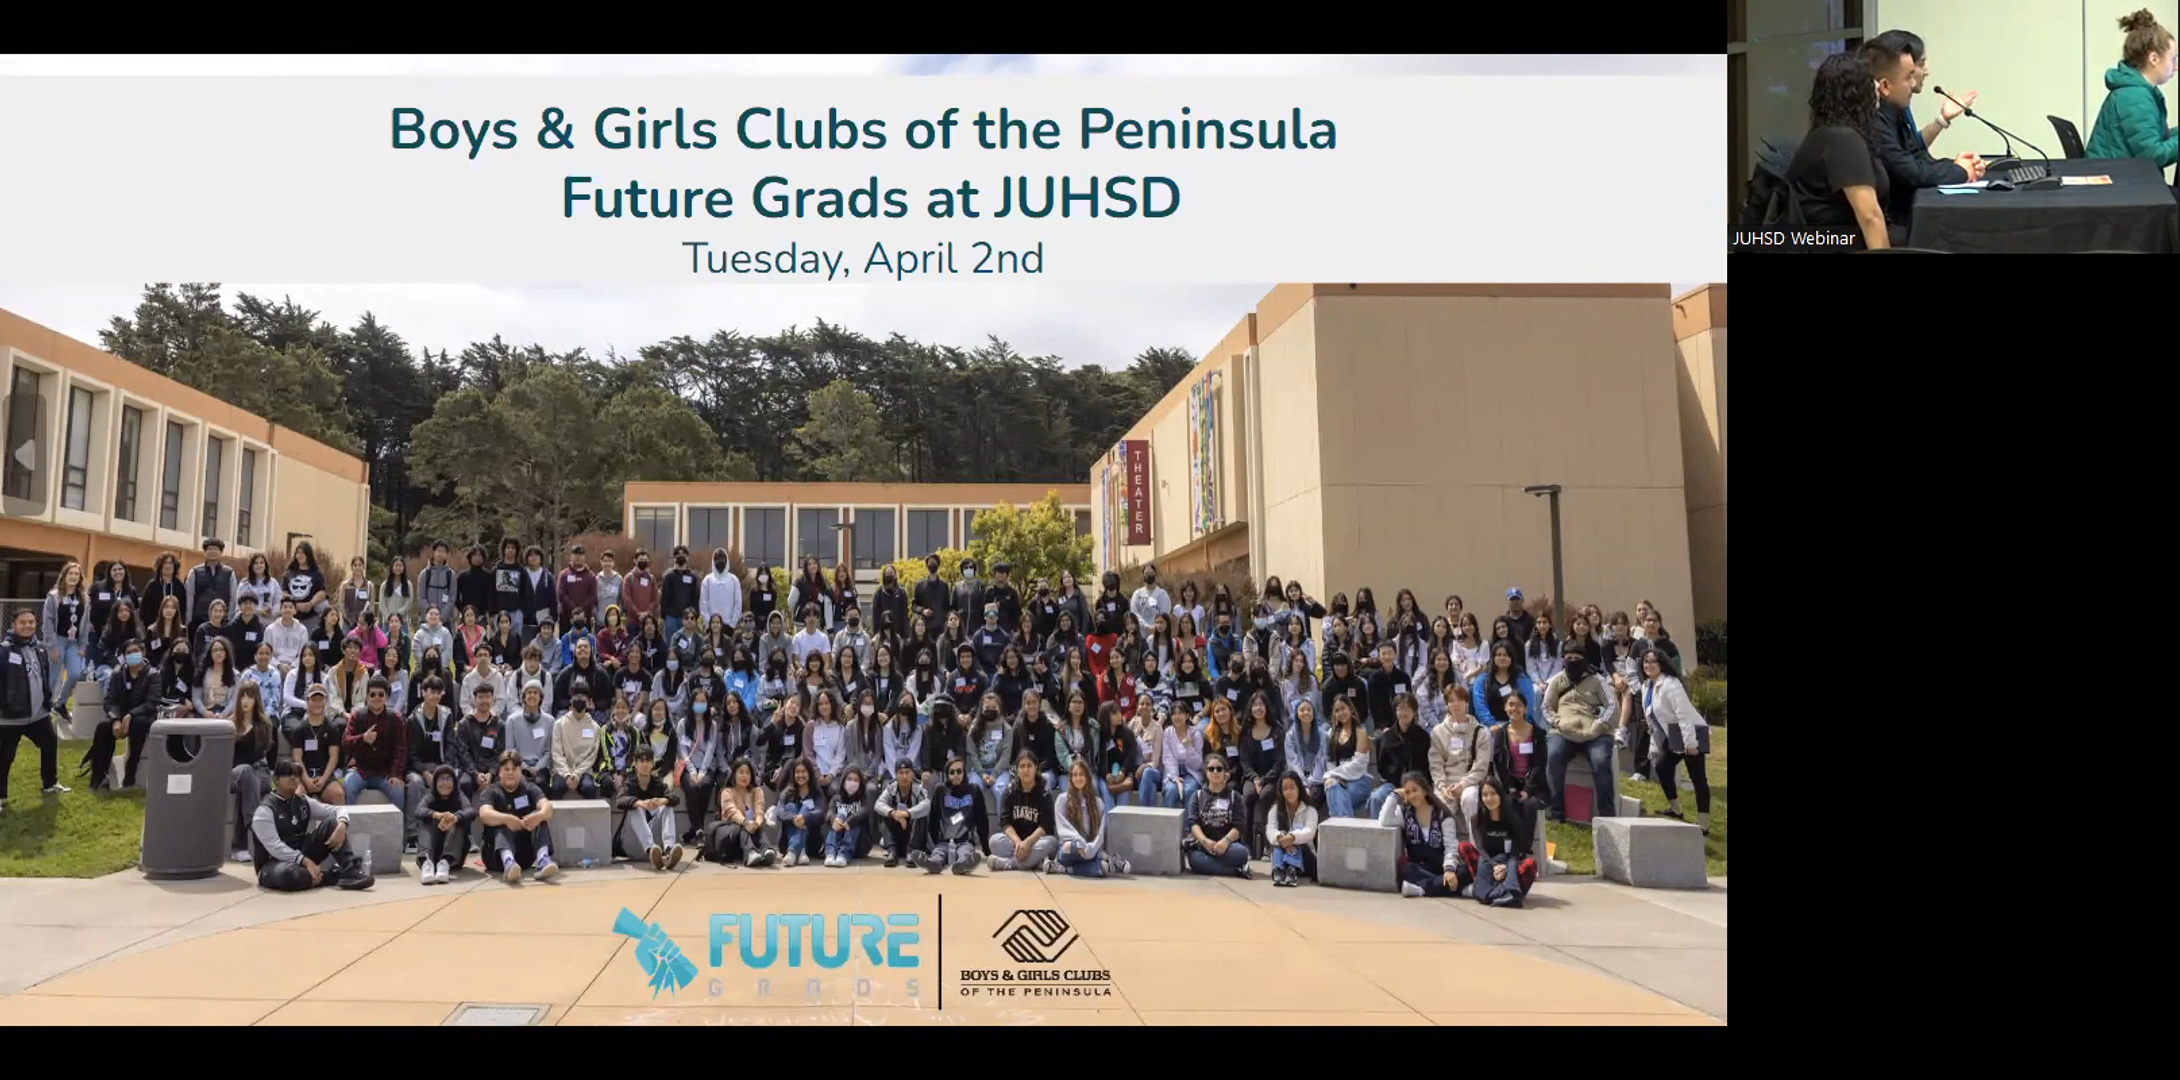 Boys & Girls Clubs of the Peninsula
Future Grads at JUHSD
Tuesday, April 2nd
JUHSD Webinar
THEATER
FUTURE
GRADS
BOYS & GIRLS CLUBS
OF THE PENINSULA